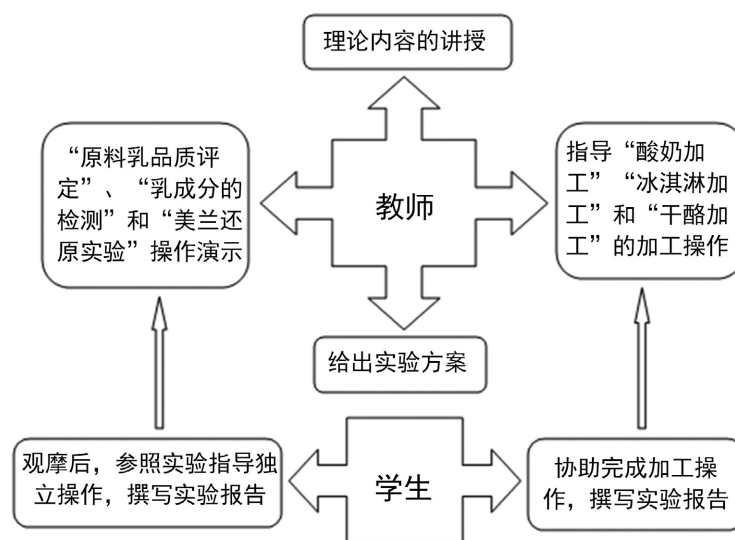 理论内容的讲授
“原料乳品质评
定”、“乳成分的
检测”和“美兰还
原实验”操作演示
教师
指导“酸奶加
工”“冰淇淋加
工”和“干酪加
工”的加工操作
给出实验方案
观摩后，参照实验指导独
立操作，撰写实验报告
学生
协助完成加工操
作，撰写实验报告